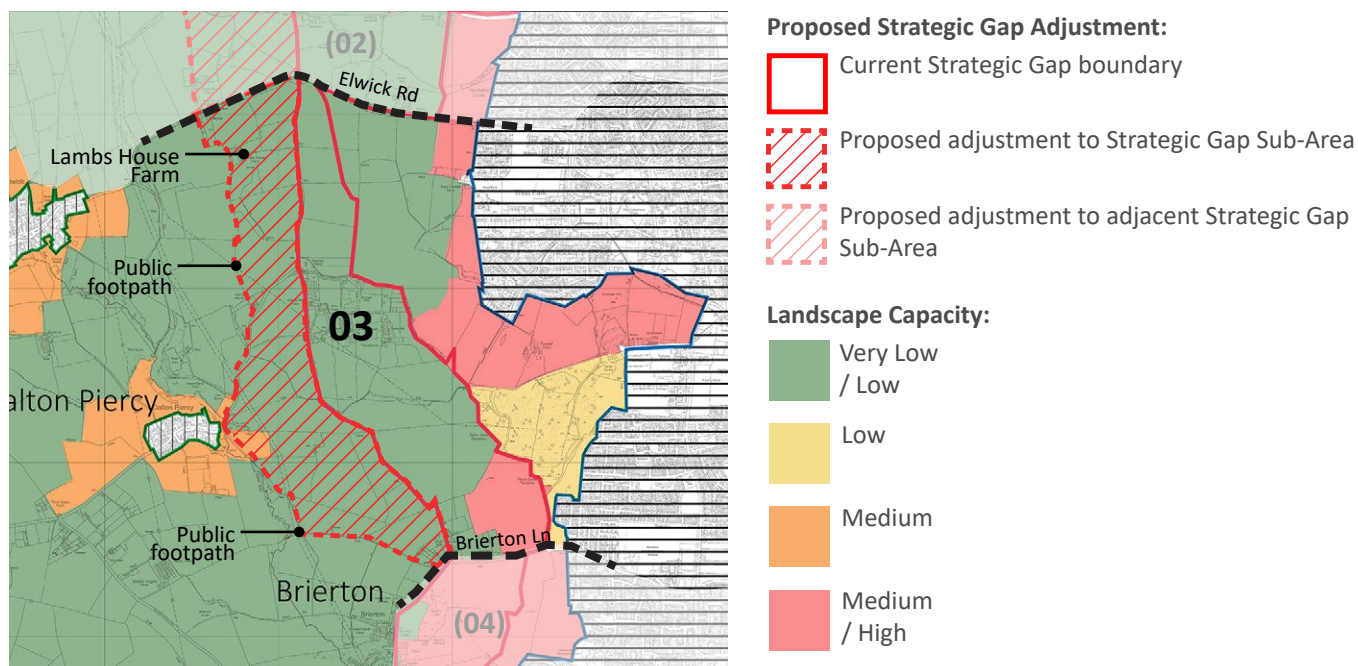 (02)
Elwick Rd
Lambs House
Farm
Public
footpath
03
alton Piercy
Public
footpath
Brierton Ln
Brierton
(04)
Proposed Strategic Gap Adjustment:
Current Strategic Gap boundary
Proposed adjustment to Strategic Gap Sub-Area
Proposed adjustment to adjacent Strategic Gap
Sub-Area
Landscape Capacity:
Very Low
/ Low
Low
Medium
Medium
/ High